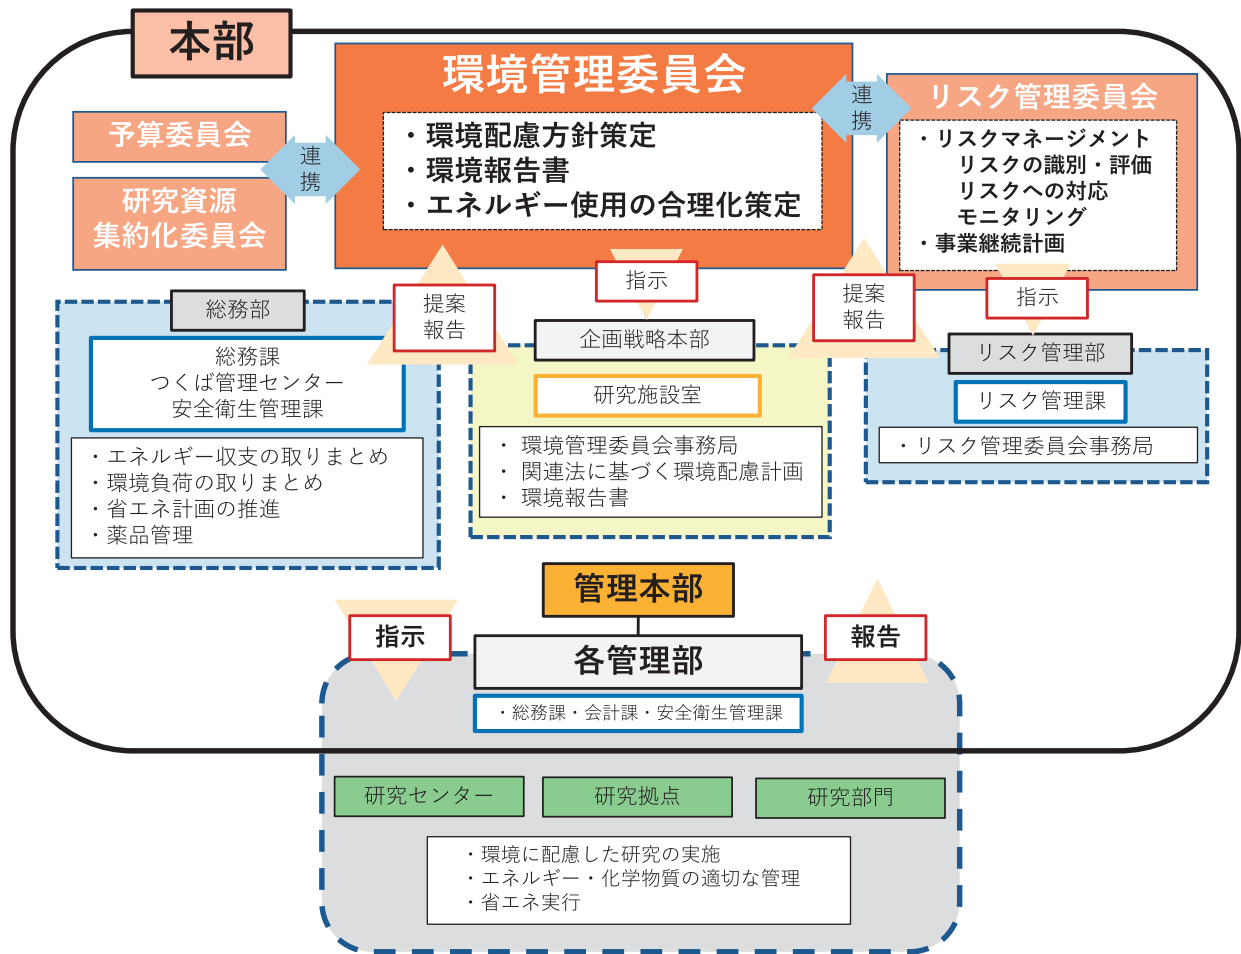 本部
環境管理委員会
・環境配慮方針策定
・環境報告書
・エネルギー使用の合理化策定
連
携
リスク管理委員会
・リスクマネージメント
リスクの識別・評価
リスクへの対応
モニタリング
・事業継続計画
予算委員会
研究資源
集約化委員会
連
携
提案
報告
指示
提案
報告
指示
総務部
総務課
つくば管理センター
安全衛生管理課
・エネルギー収支の取りまとめ
・環境負荷の取りまとめ
・省エネ計画の推進
・薬品管理
企画戦略本部
研究施設室
・ 環境管理委員会事務局
・ 関連法に基づく環境配慮計画
・ 環境報告書
リスク管理部
リスク管理課
・リスク管理委員会事務局
管理本部
指示
各管理部
報告
・総務課・会計課・安全衛生管理課
研究センター
研究拠点
研究部門
・環境に配慮した研究の実施
・エネルギー・化学物質の適切な管理
・省エネ実行